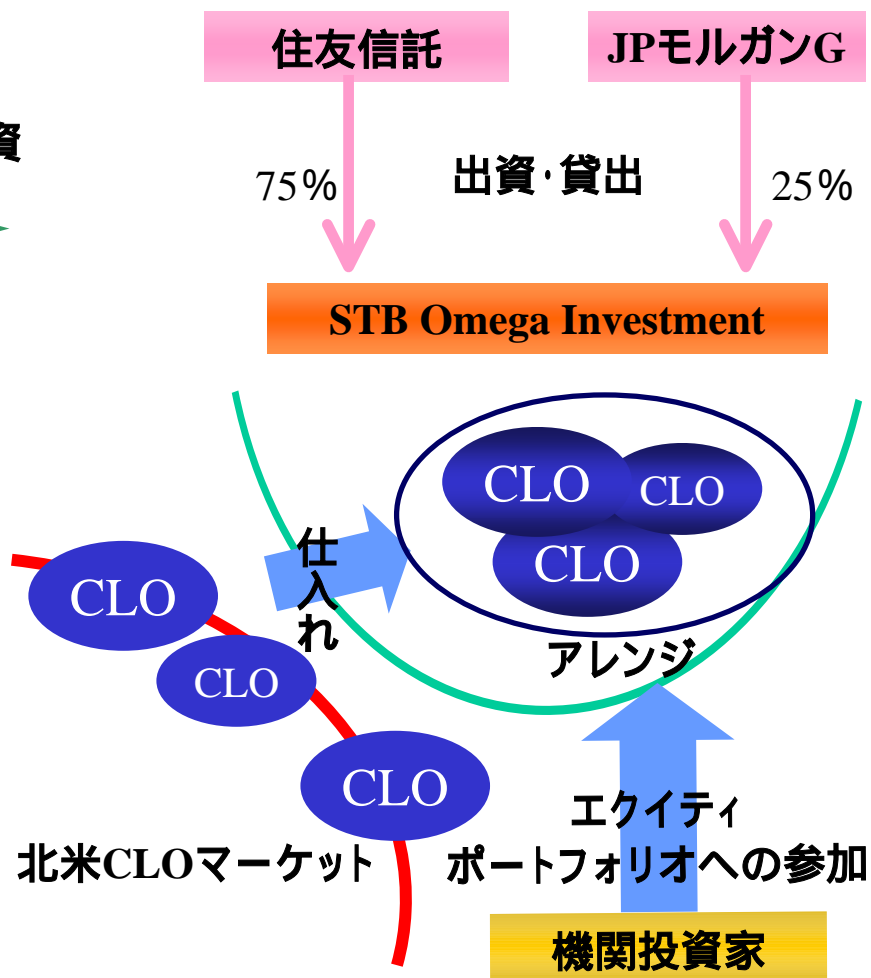 住友信託
JPモルガンG
資
75%
出資・貸出
25%
STB Omega Investment
CLO
CLO
CLO
仕入れ
アレンジ
CLO
CLO
CLO
北米CLOマーケット
エクイティ
ポートフォリオへの参加
機関投資家